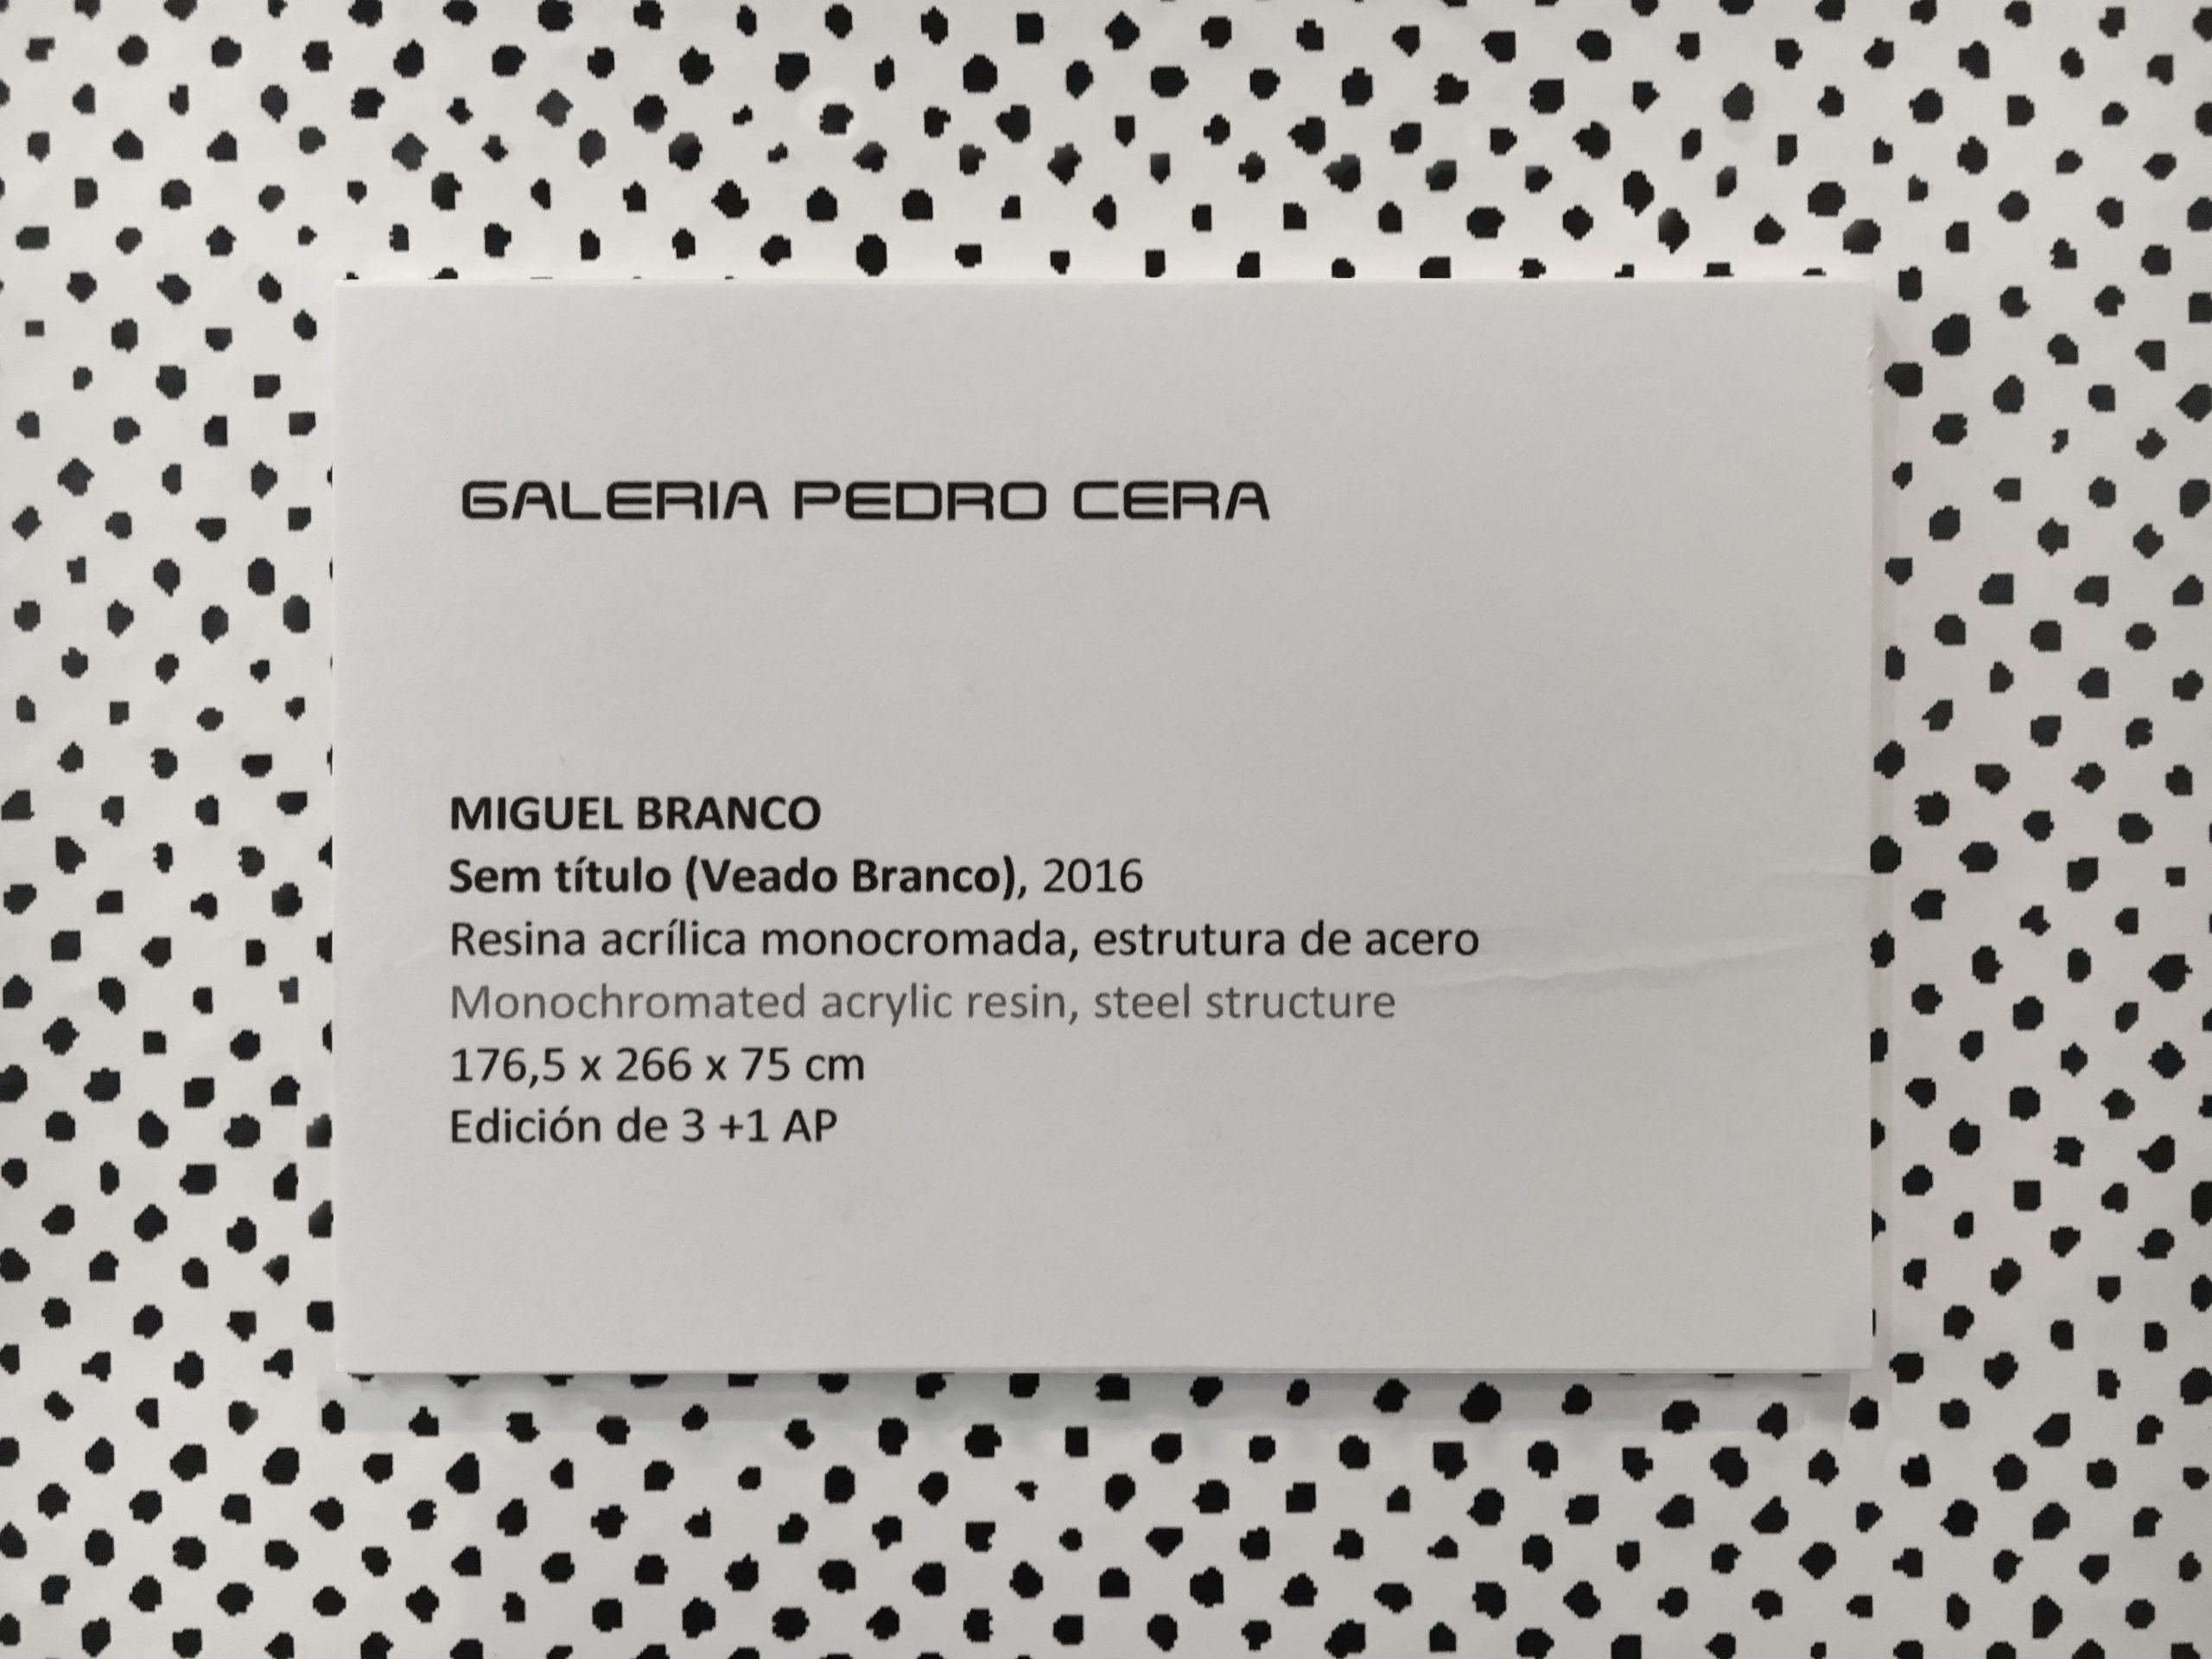 GALERIA PEDRO CERA
MIGUEL BRANCO
Sem título (Veado Branco), 2016
Resina acrílica monocromada, estrutura de acero
Monochromated acrylic resin, steel structure
176,5 x 266 x 75 cm
Edición de 3 +1 AP